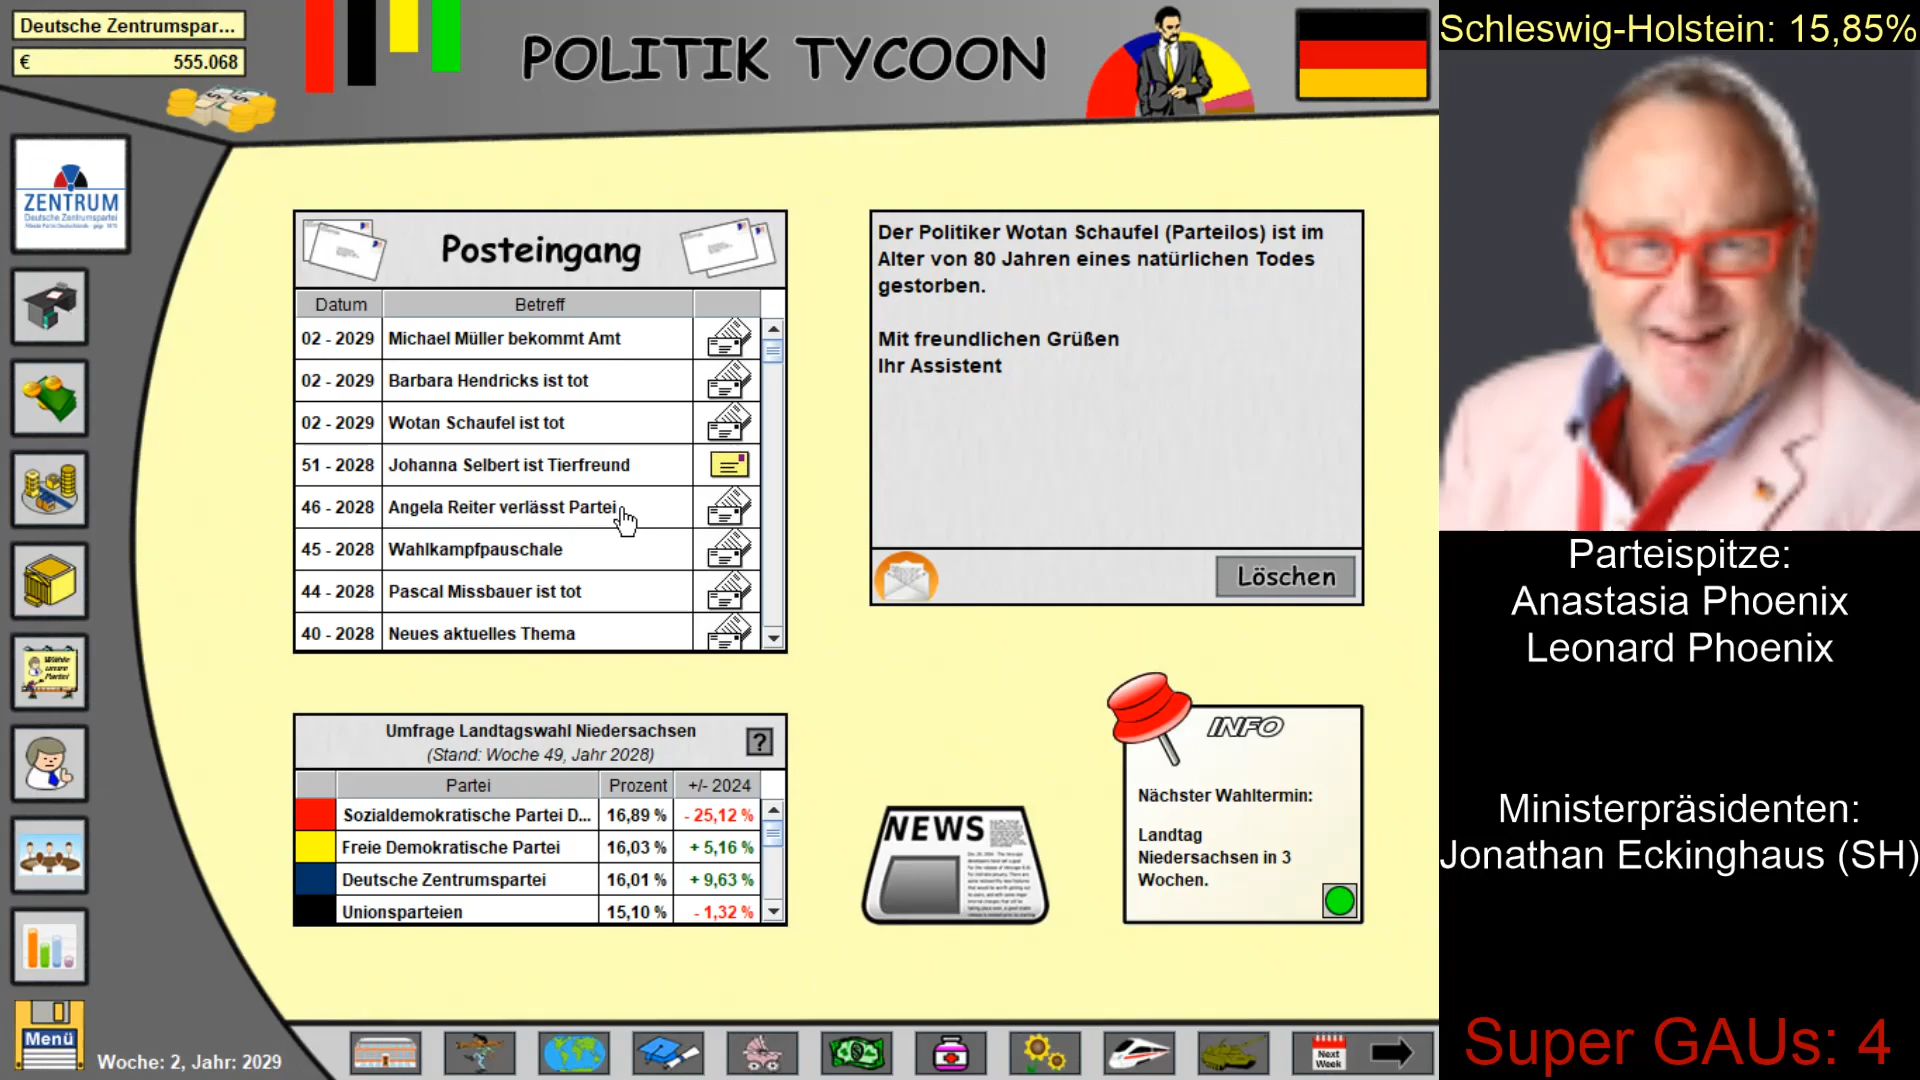 Deutsche Zentrumspar...
€ 555.068
POLITIK TYCOON
Schleswig-Holstein: 15,85%
ZENTRUM
Deutsche Zentrumspartei
Posteingang
Datum Betreff
02 - 2029 Michael Müller bekommt Amt
02 - 2029 Barbara Hendricks ist tot
02 - 2029 Wotan Schaufel ist tot
51 - 2028 Johanna Selbert ist Tierfreund
46 - 2028 Angela Reiter verlässt Partei
45 - 2028 Wahlkampfpauschale
44 - 2028 Pascal Missbauer ist tot
40 - 2028 Neues aktuelles Thema
Der Politiker Wotan Schaufel (Parteilos) ist im
Alter von 80 Jahren eines natürlichen Todes
gestorben.
Mit freundlichen Grüßen
Ihr Assistent
Löschen
Umfrage Landtagswahl Niedersachsen
(Stand: Woche 49, Jahr 2028)
?
Partei Prozent +/- 2024
Sozialdemokratische Partei D... 16,89 % - 25,12 %
Freie Demokratische Partei 16,03 % + 5,16 %
Deutsche Zentrumspartei 16,01 % + 9,63 %
Unionsparteien 15,10 % - 1,32 %
NEWS
INFO
Nächster Wahltermin:
Landtag
Niedersachsen in 3
Wochen.
Wähle
unsre
Partei
Menü
Woche: 2, Jahr: 2029
Next
Week
Parteispitze:
Anastasia Phoenix
Leonard Phoenix
Ministerpräsidenten:
Jonathan Eckinghaus (SH)
Super GAUs: 4